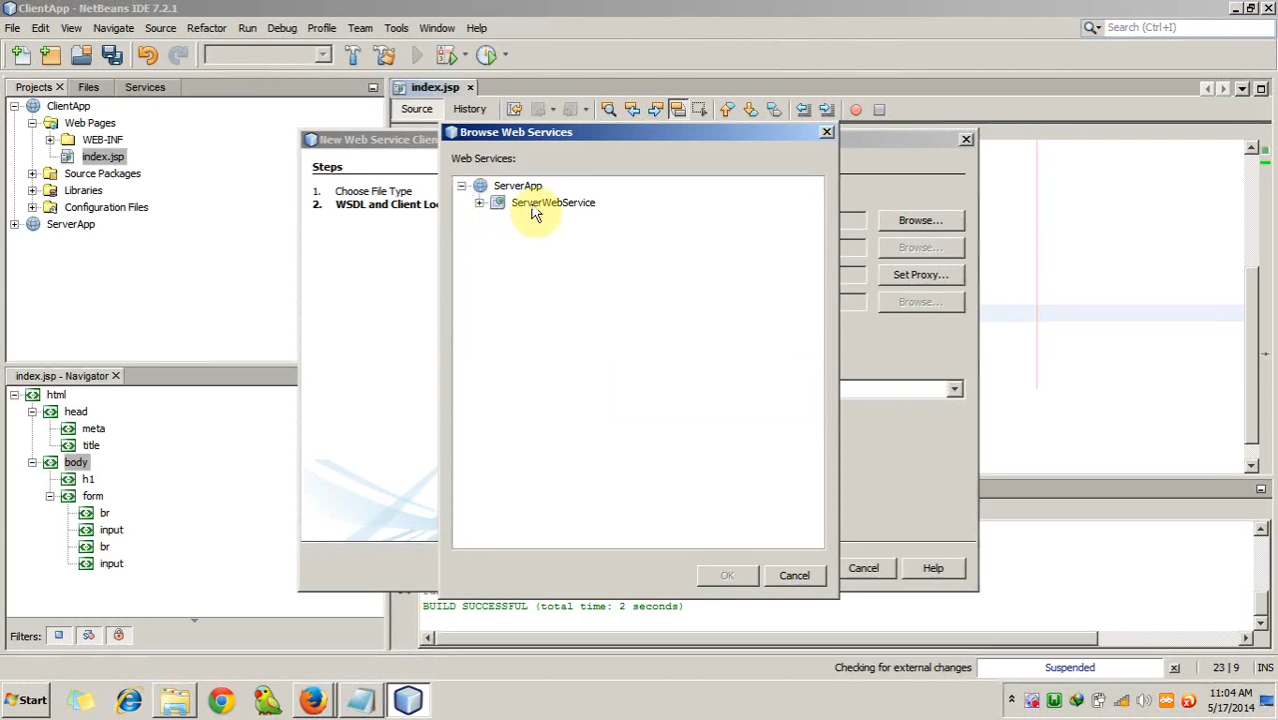 ClientApp - NetBeans IDE 7.2.1
File Edit View Navigate Source Refactor Run Debug Profile Team Tools Window Help
Search (Ctrl+I)
Projects Files Services
index.jsp
Source History
ClientApp
Web Pages
WEB-INF
index.jsp
Source Packages
Libraries
Configuration Files
ServerApp
New Web Service Clien
Steps
1. Choose File Type
2. WSDL and Client Loc
Browse Web Services
Web Services:
ServerApp
ServerWebService
OK
Cancel
Browse...
Browse...
Set Proxy...
Browse...
Cancel
Help
index.jsp - Navigator
html
head
meta
title
body
h1
form
br
input
br
input
Filters:
BUILD SUCCESSFUL (total time: 2 seconds)
Checking for external changes
Suspended
23 | 9
INS
Start
11:04 AM
5/17/2014